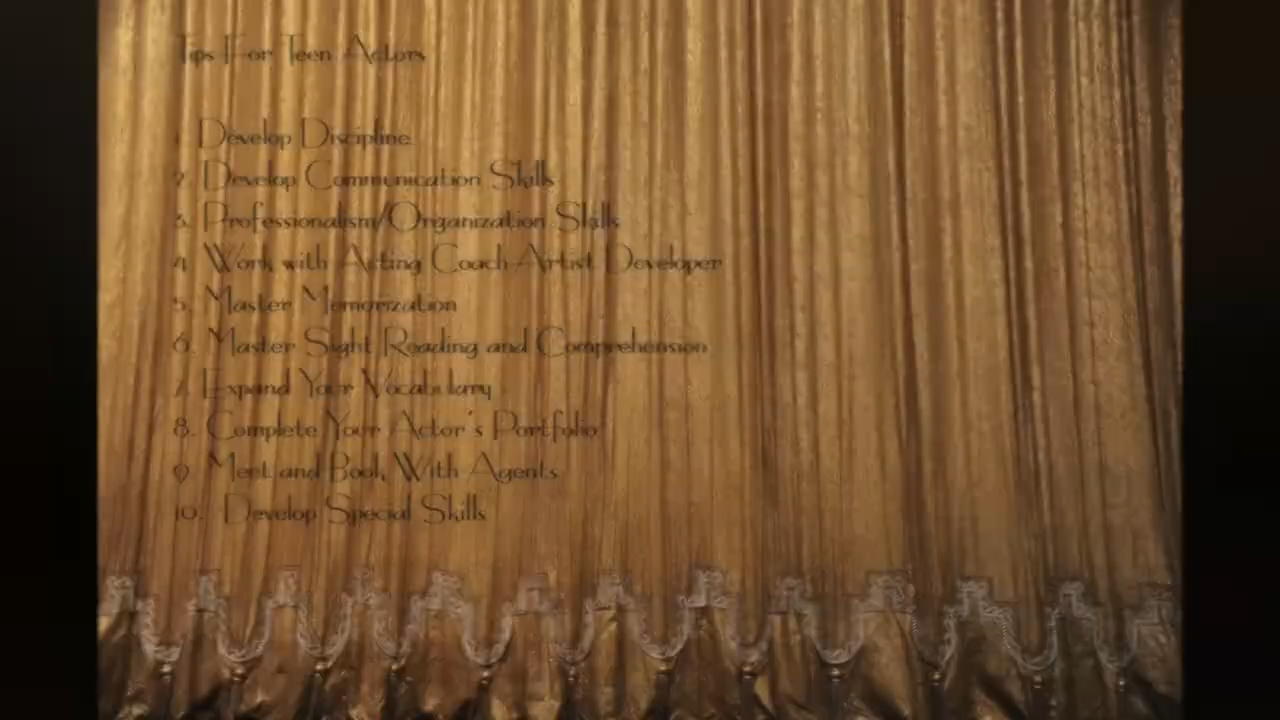 Tips For Teen Actors
1. Develop Discipline
2. Develop Communication Skills
3. Professionalism/Organization Skills
4. Work with Acting Coach-Artist Developer
5. Master Memorization
6. Master Sight Reading and Comprehension
7. Expand Your Vocabulary
8. Complete Your Actor's Portfolio
9. Meet and Book With Agents
10. Develop Special Skills